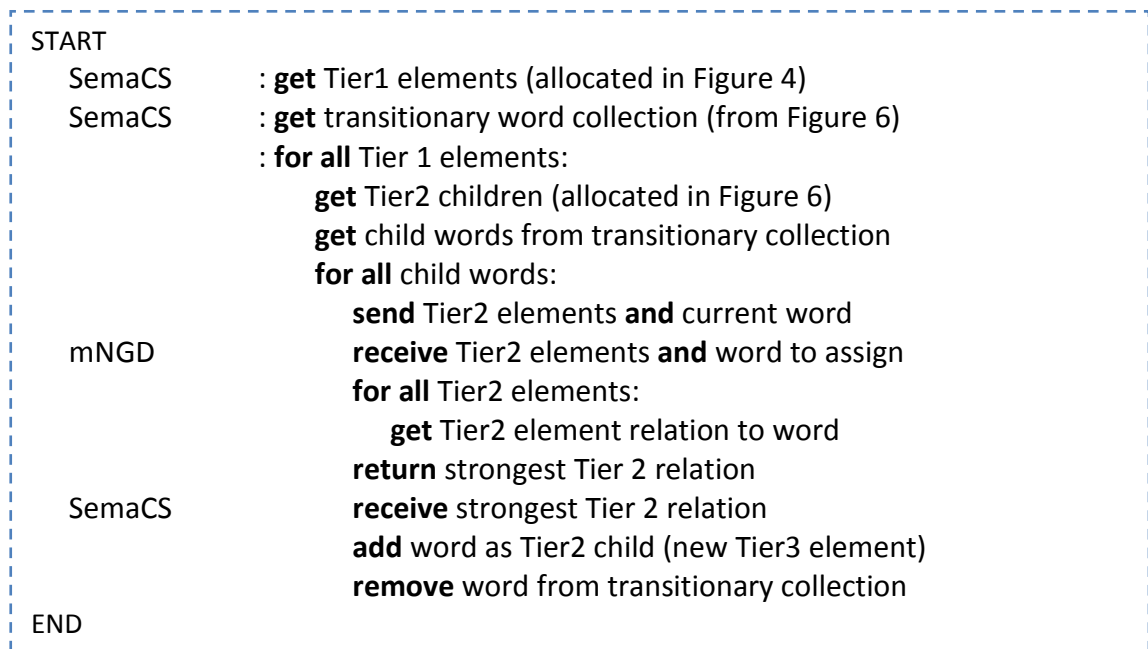 START
SemaCS : get Tier1 elements (allocated in Figure 4)
SemaCS : get transitionary word collection (from Figure 6)
: for all Tier 1 elements:
get Tier2 children (allocated in Figure 6)
get child words from transitionary collection
for all child words:
send Tier2 elements and current word
mNGD receive Tier2 elements and word to assign
for all Tier2 elements:
get Tier2 element relation to word
return strongest Tier 2 relation
SemaCS receive strongest Tier 2 relation
add word as Tier2 child (new Tier3 element)
remove word from transitionary collection
END